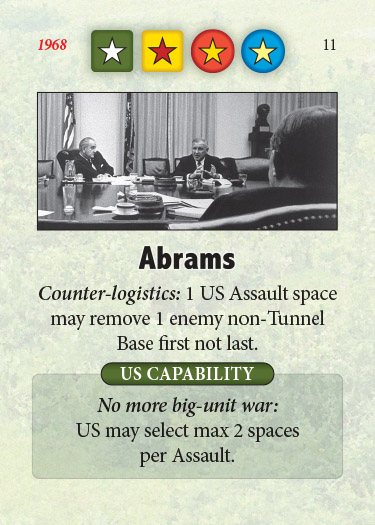 1968 11
Abrams
Counter-logistics: 1 US Assault space
may remove 1 enemy non-Tunnel
Base first not last.
US CAPABILITY
No more big-unit war:
US may select max 2 spaces
per Assault.